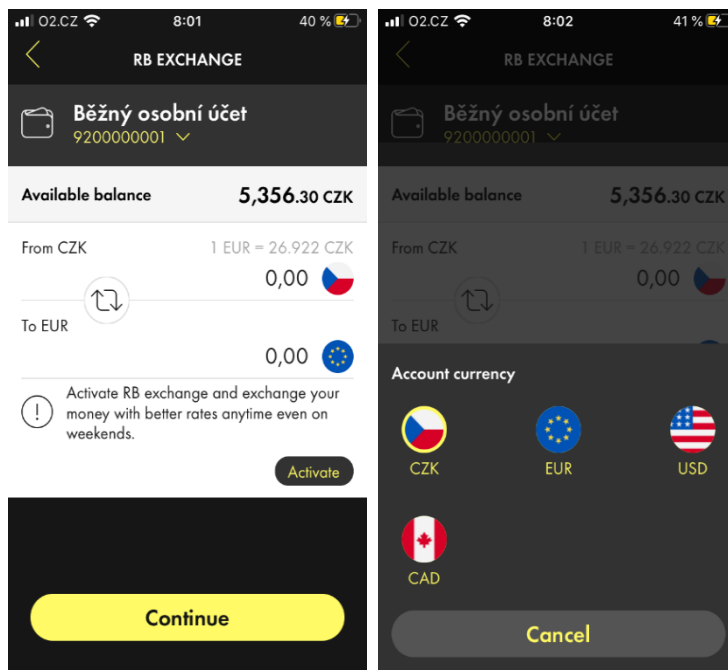 O2.CZ 8:01 40 %
RB EXCHANGE
Běžný osobní účet
9200000001
Available balance 5,356.30 CZK
From CZK 1 EUR = 26.922 CZK
0,00
To EUR
0,00
Activate RB exchange and exchange your
money with better rates anytime even on
weekends.
Activate
Continue
O2.CZ 8:02 41 %
RB EXCHANGE
Běžný osobní účet
9200000001
Available balance 5,356.30 CZK
From CZK 1 EUR = 26.922 CZK
0,00
To EUR
Account currency
CZK EUR USD
CAD
Cancel